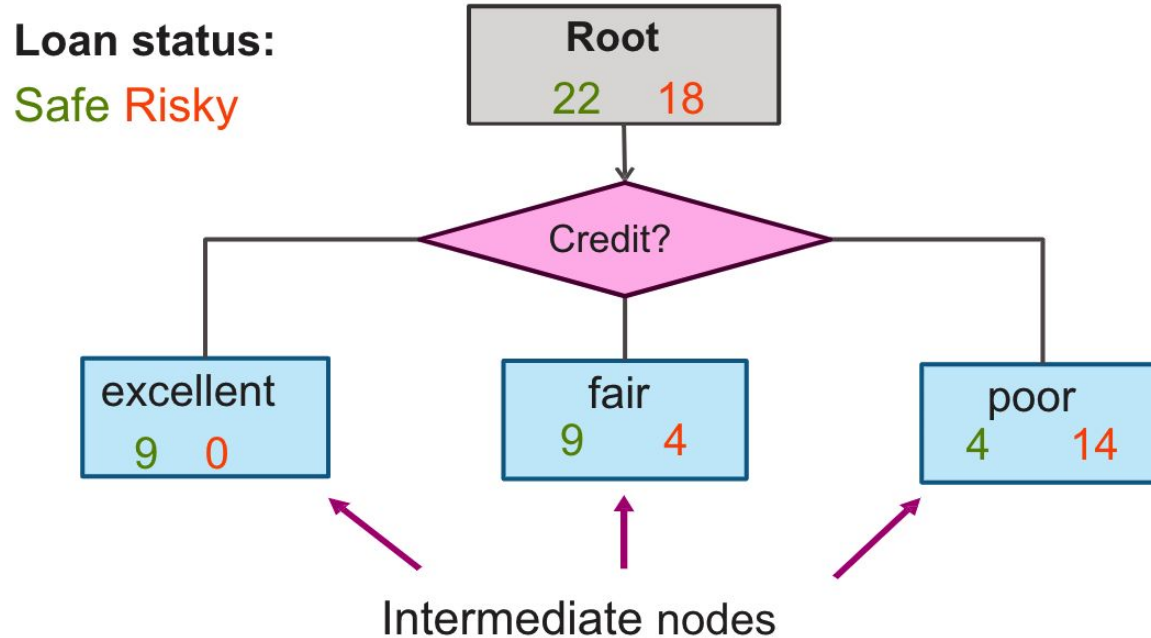 Loan status:
Safe Risky
Root
22 18
Credit?
excellent
9 0
fair
9 4
poor
4 14
Intermediate nodes